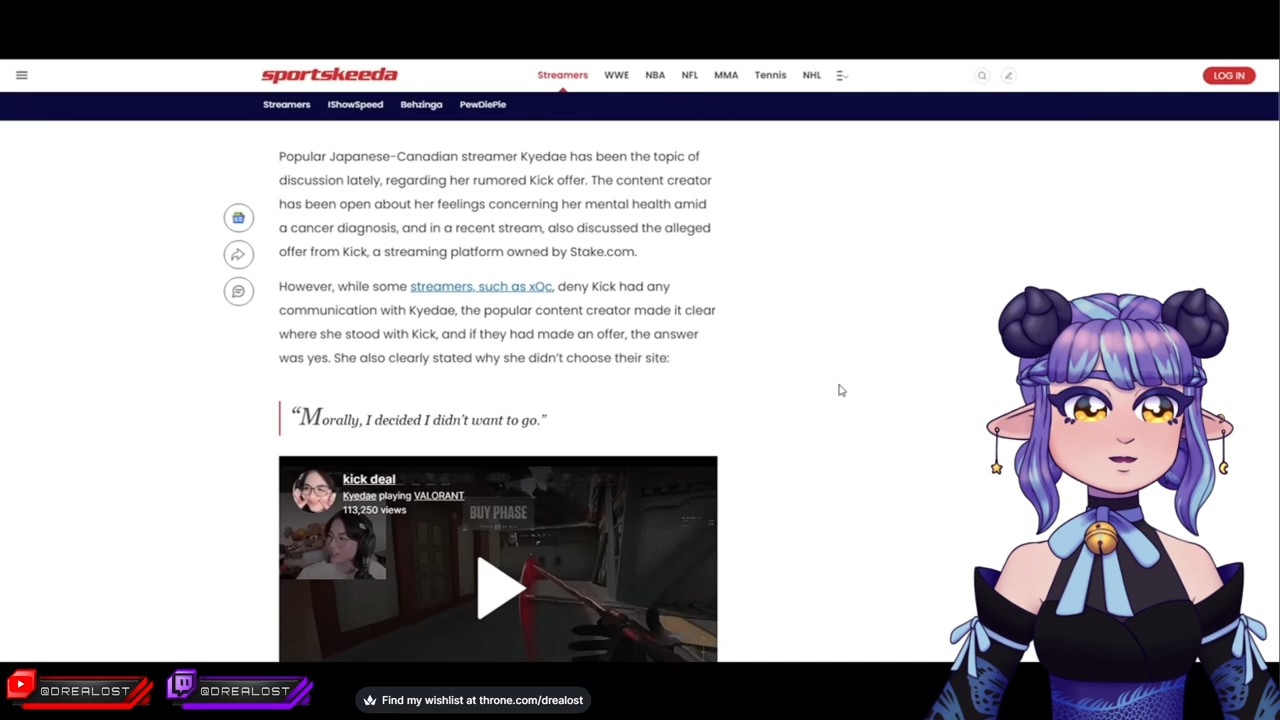 sportskeeda
Streamers WWE NBA NFL MMA Tennis NHL
LOG IN
Streamers IShowSpeed Behzinga PewDiePie
Popular Japanese-Canadian streamer Kyedae has been the topic of
discussion lately, regarding her rumored Kick offer. The content creator
has been open about her feelings concerning her mental health amid
a cancer diagnosis, and in a recent stream, also discussed the alleged
offer from Kick, a streaming platform owned by Stake.com.
However, while some streamers, such as xQc, deny Kick had any
communication with Kyedae, the popular content creator made it clear
where she stood with Kick, and if they had made an offer, the answer
was yes. She also clearly stated why she didn't choose their site:
“Morally, I decided I didn't want to go.”
kick deal
Kyedae playing VALORANT
113,250 views
BUY PHASE
@DREALOST
@DREALOST
Find my wishlist at throne.com/drealost